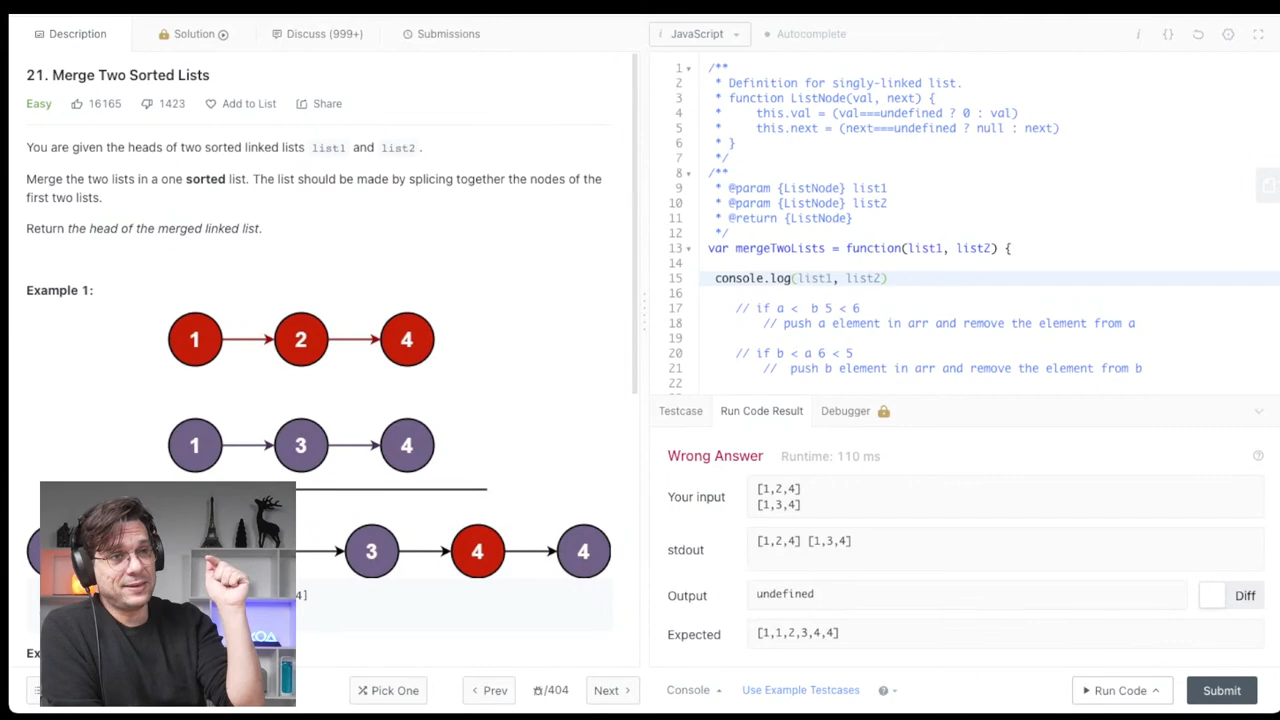 Description
Solution
Discuss (999+)
Submissions
i JavaScript
Autocomplete
i {}
21. Merge Two Sorted Lists
Easy 16165 1423 Add to List Share
You are given the heads of two sorted linked lists list1 and list2 .
Merge the two lists in a one sorted list. The list should be made by splicing together the nodes of the
first two lists.
Return the head of the merged linked list.
Example 1:
1 2 4
1 3 4
3 4 4
4]
Ex
Pick One
< Prev
/404
Next >
1 /**
2 * Definition for singly-linked list.
3 * function ListNode(val, next) {
4 this.val = (val===undefined ? 0 : val)
5 this.next = (next===undefined ? null : next)
6 * }
7 */
8 /**
9 * @param {ListNode} list1
10 * @param {ListNode} list2
11 * @return {ListNode}
12 */
13 var mergeTwoLists = function(list1, list2) {
14
15 console.log(list1, list2)
16
17 // if a < b 5 < 6
18 // push a element in arr and remove the element from a
19
20 // if b < a 6 < 5
21 // push b element in arr and remove the element from b
22
Testcase
Run Code Result
Debugger
Wrong Answer Runtime: 110 ms
Your input
[1,2,4]
[1,3,4]
stdout
[1,2,4] [1,3,4]
Output
undefined
Diff
Expected
[1,1,2,3,4,4]
Console
Use Example Testcases
?
Run Code
Submit